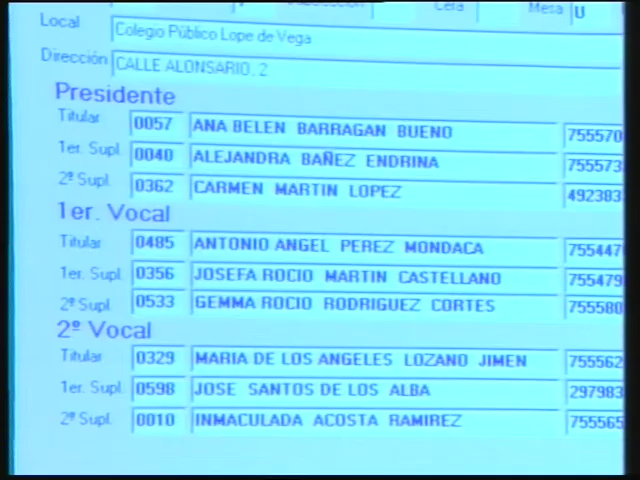 Cera Mesa U
Local Colegio Público Lope de Vega
Dirección CALLE ALONSARIO, 2
Presidente
Titular 0057 ANA BELEN BARRAGAN BUENO 755570
1er. Supl. 0040 ALEJANDRA BAÑEZ ENDRINA 755573
2º Supl. 0362 CARMEN MARTIN LOPEZ 492383
1er. Vocal
Titular 0485 ANTONIO ANGEL PEREZ MONDACA 755447
1er. Supl. 0356 JOSEFA ROCIO MARTIN CASTELLANO 755479
2º Supl. 0533 GEMMA ROCIO RODRIGUEZ CORTES 755580
2º Vocal
Titular 0329 MARIA DE LOS ANGELES LOZANO JIMEN 755562
1er. Supl. 0598 JOSE SANTOS DE LOS ALBA 297983
2º Supl. 0010 INMACULADA ACOSTA RAMIREZ 755565